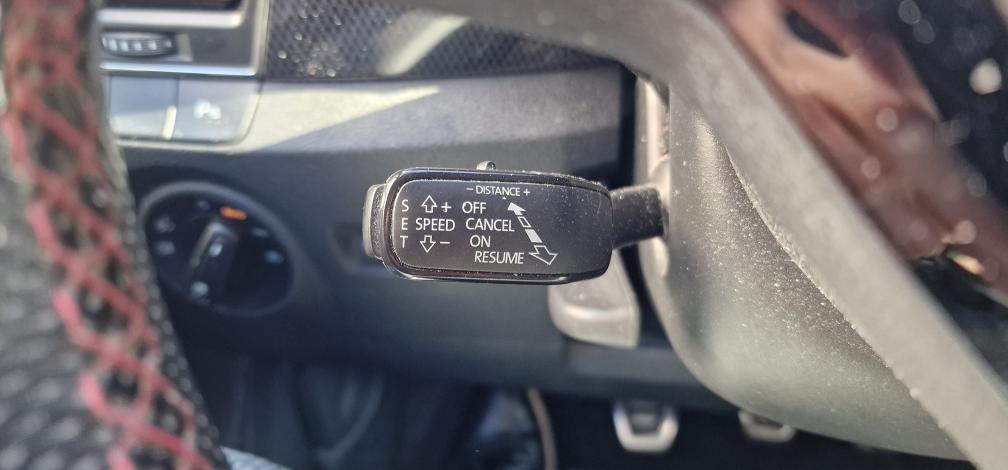 − DISTANCE +
S + OFF
E SPEED CANCEL
T − ON
RESUME